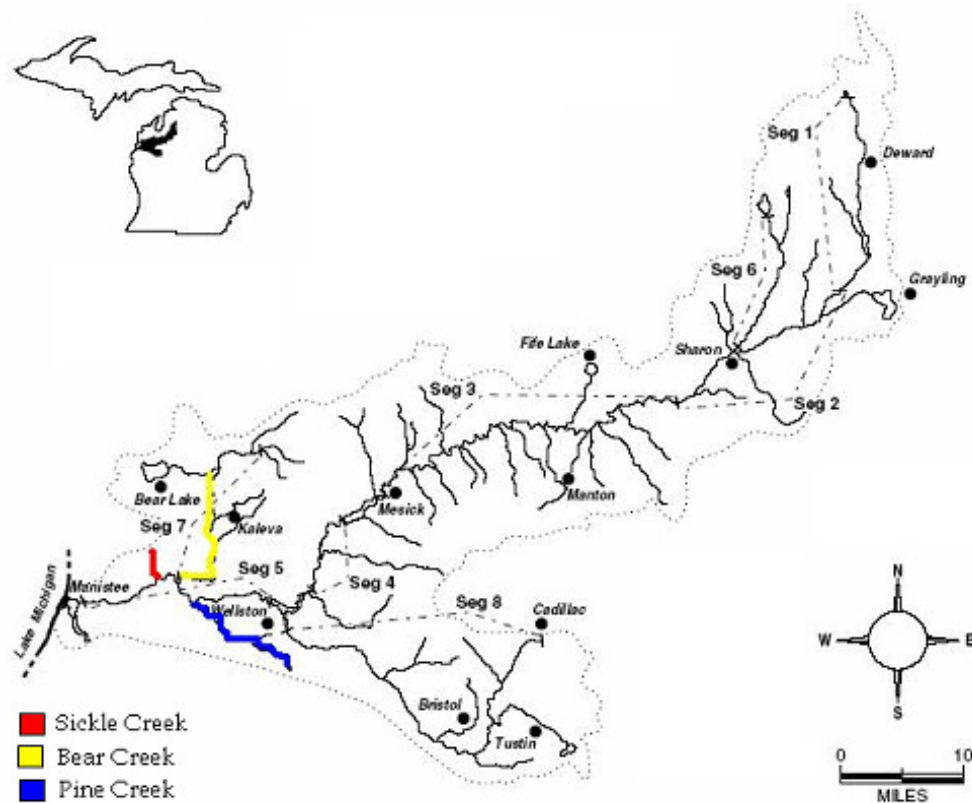 Seg 1
Deward
Seg 6
Grayling
Fife Lake
Sharon
Seg 3
Seg 2
Bear Lake
Mesick
Manton
Kaleva
Seg 7
Seg 5
Seg 4
Manistee
Lake Michigan
Wellston
Seg 8
Cadillac
Bristol
Tustin
N
W
E
S
Sickle Creek
Bear Creek
Pine Creek
0
10
MILES